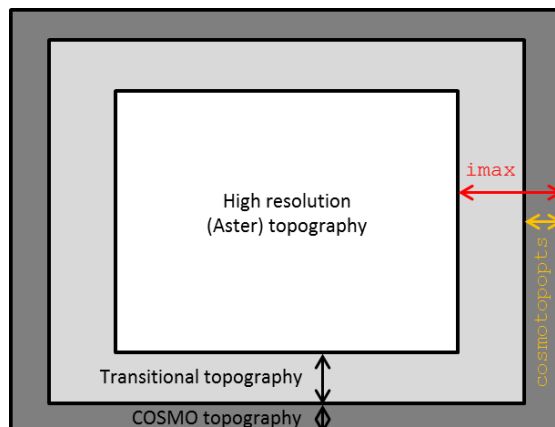 imax
High resolution
(Aster) topography
cosmotopopts
Transitional topography
COSMO topography